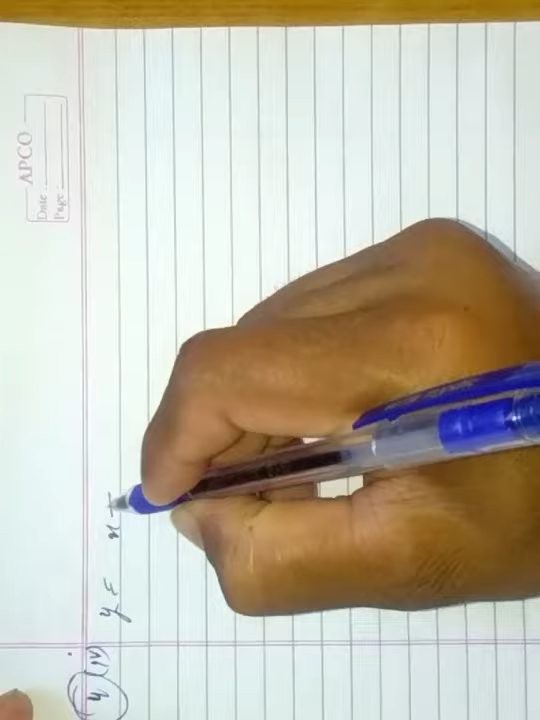 APCO
Date :
Page :
4 (iv) y = x +